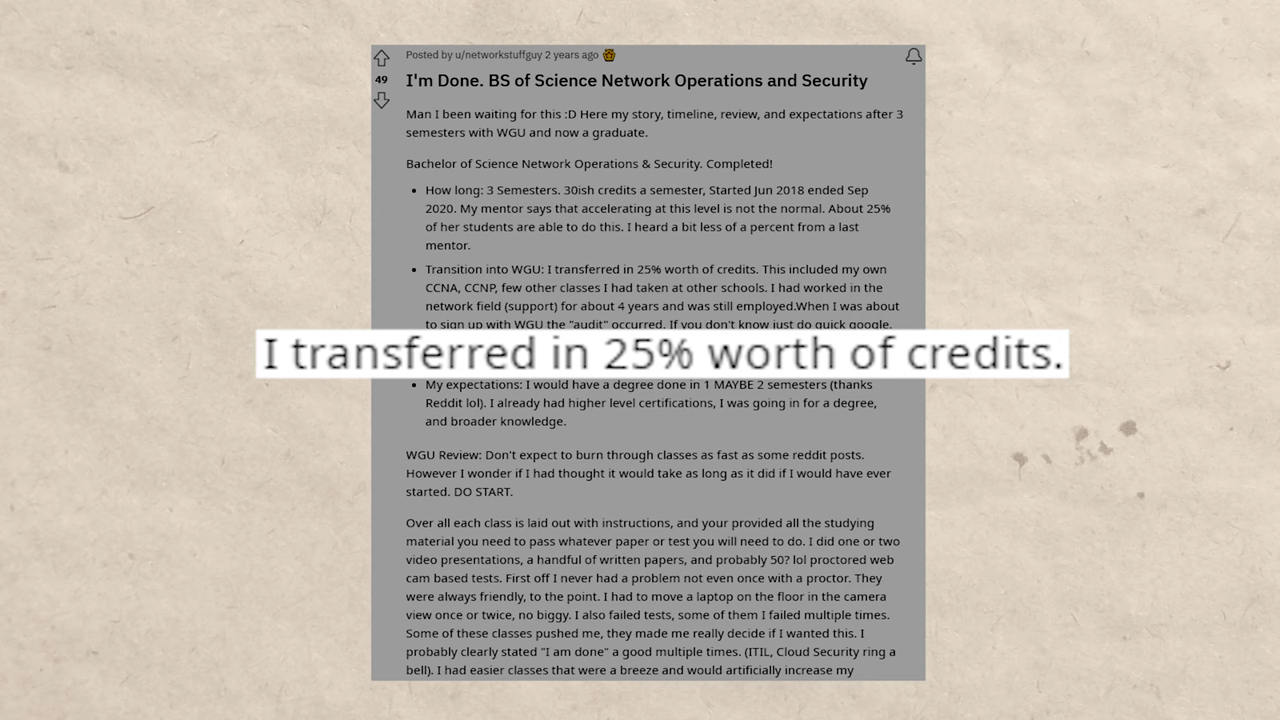 Posted by u/networkstuffguy 2 years ago
49
I'm Done. BS of Science Network Operations and Security
Man I been waiting for this :D Here my story, timeline, review, and expectations after 3
semesters with WGU and now a graduate.
Bachelor of Science Network Operations & Security. Completed!
• How long: 3 Semesters. 30ish credits a semester, Started Jun 2018 ended Sep
2020. My mentor says that accelerating at this level is not the normal. About 25%
of her students are able to do this. I heard a bit less of a percent from a last
mentor.
• Transition into WGU: I transferred in 25% worth of credits. This included my own
CCNA, CCNP, few other classes I had taken at other schools. I had worked in the
network field (support) for about 4 years and was still employed.When I was about
to sign up with WGU the "audit" occurred. If you don't know just do quick google.
I transferred in 25% worth of credits.
• My expectations: I would have a degree done in 1 MAYBE 2 semesters (thanks
Reddit lol). I already had higher level certifications, I was going in for a degree,
and broader knowledge.
WGU Review: Don't expect to burn through classes as fast as some reddit posts.
However I wonder if I had thought it would take as long as it did if I would have ever
started. DO START.
Over all each class is laid out with instructions, and your provided all the studying
material you need to pass whatever paper or test you will need to do. I did one or two
video presentations, a handful of written papers, and probably 50? lol proctored web
cam based tests. First off I never had a problem not even once with a proctor. They
were always friendly, to the point. I had to move a laptop on the floor in the camera
view once or twice, no biggy. I also failed tests, some of them I failed multiple times.
Some of these classes pushed me, they made me really decide if I wanted this. I
probably clearly stated "I am done" a good multiple times. (ITIL, Cloud Security ring a
bell). I had easier classes that were a breeze and would artificially increase my